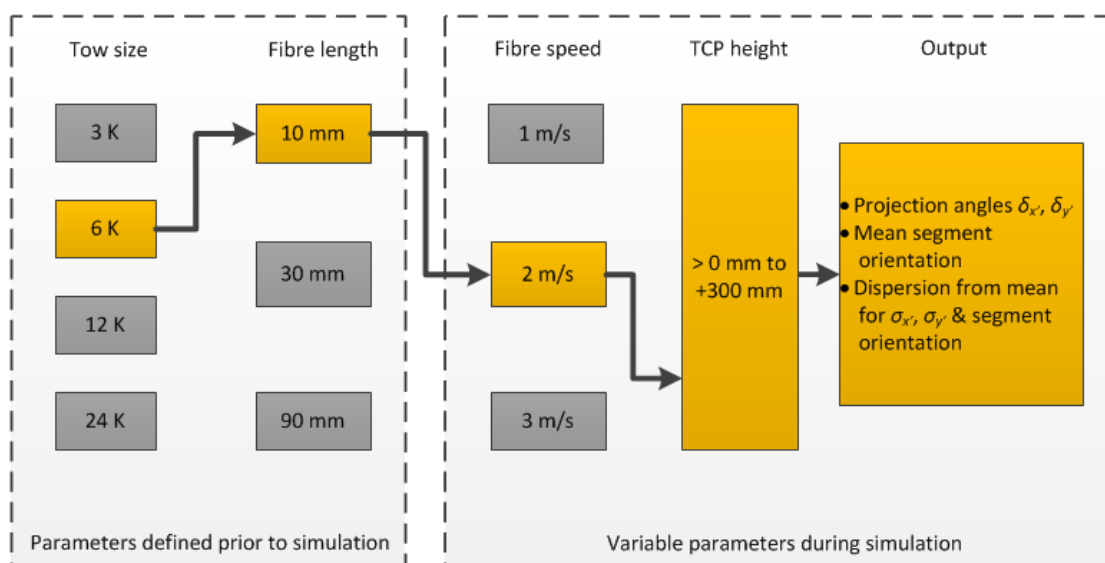 Tow size
Fibre length
3 K
6 K
12 K
24 K
10 mm
30 mm
90 mm
Parameters defined prior to simulation
Fibre speed
TCP height
Output
1 m/s
2 m/s
3 m/s
> 0 mm to
+300 mm
• Projection angles δx′, δy′
• Mean segment
orientation
• Dispersion from mean
for σx′, σy′ & segment
orientation
Variable parameters during simulation